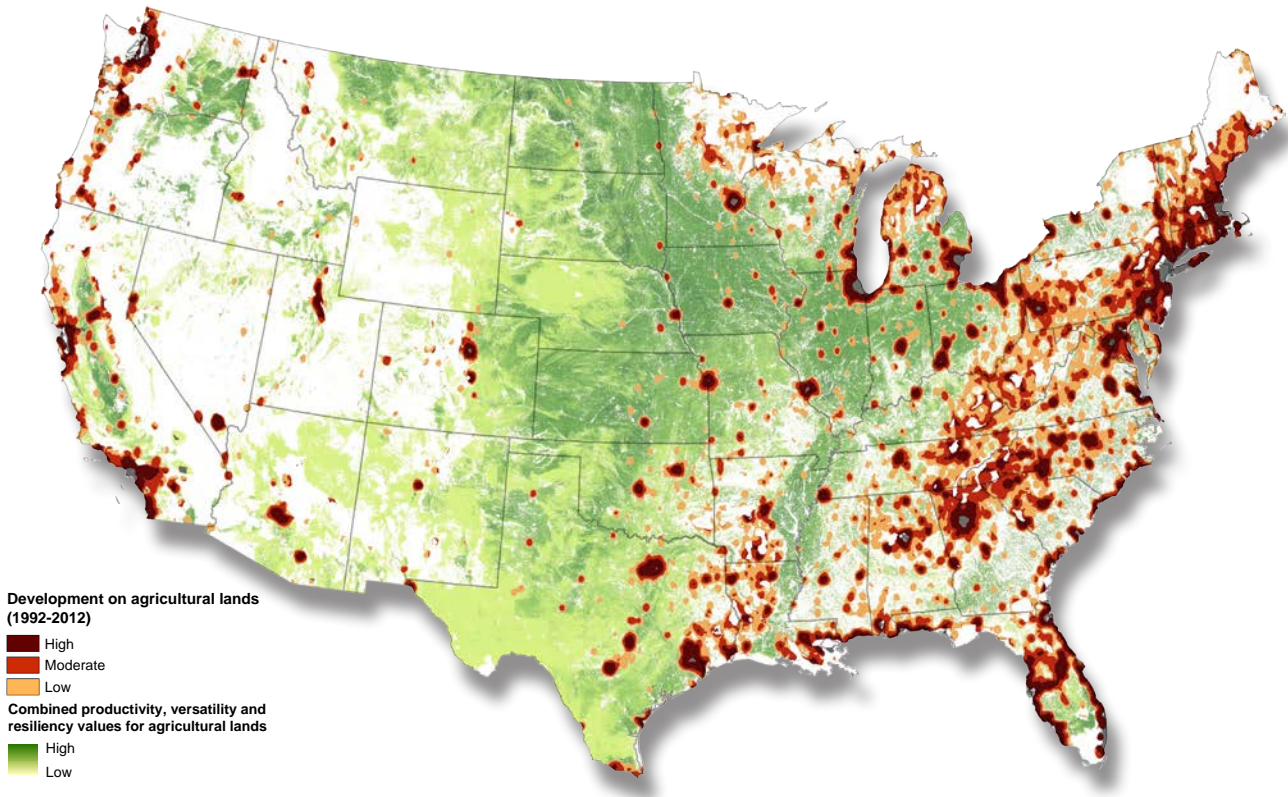 Development on agricultural lands
(1992-2012)
High
Moderate
Low
Combined productivity, versatility and
resiliency values for agricultural lands
High
Low